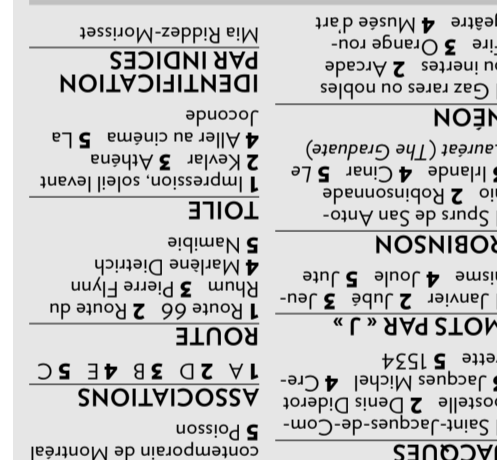 JACQUES
Saint-Jacques-de-Com-
postelle 2 Denis Diderot
3 Jacques Michel 4 Cre-
vette 5 1534
MOTS PAR « J »
Janvier 2 Jubé 3 Jeu-
nisme 4 Joule 5 Jute
ROBINSON
1 Spurs de San Anto-
nio 2 Robinsonnade
3 Irlande 4 Cinar 5 Le
Lauréat (The Graduate)
NÉON
1 Gaz rares ou nobles
ou inertes 2 Arcade
Fire 3 Orange rou-
geâtre 4 Musée d'art
contemporain de Montréal
5 Poisson
ASSOCIATIONS
1 A 2 D 3 B 4 E 5 C
ROUTE
1 Route 66 2 Route du
Rhum 3 Pierre Flynn
4 Marlène Dietrich
5 Namibie
TOILE
1 Impression, soleil levant
2 Kevlar 3 Athéna
4 Aller au cinéma 5 La
Joconde
IDENTIFICATION
PAR INDICES
Mia Riddez-Morisset